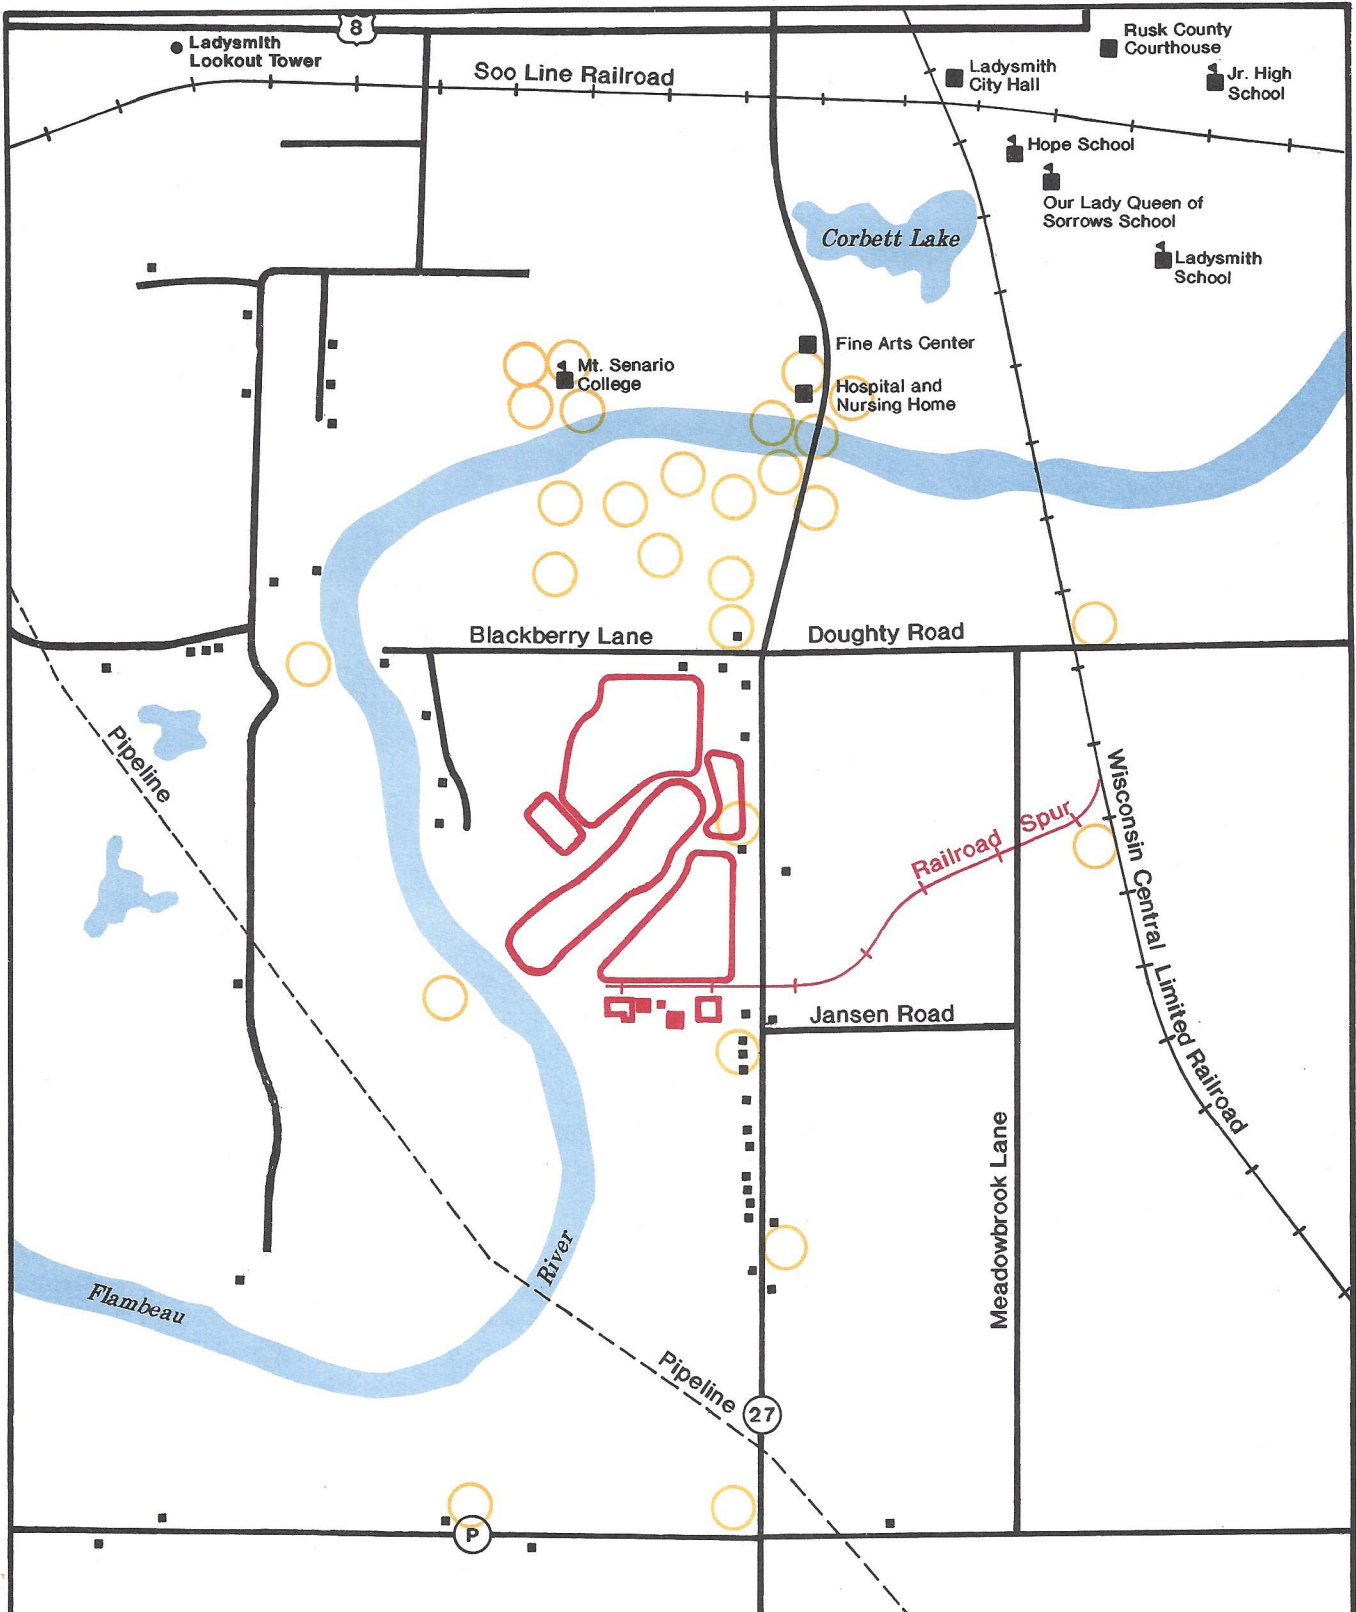 8
Ladysmith
Lookout Tower
Soo Line Railroad
Rusk County
Courthouse
Ladysmith
City Hall
Jr. High
School
Hope School
Our Lady Queen of
Sorrows School
Corbett Lake
Ladysmith
School
Fine Arts Center
Mt. Senario
College
Hospital and
Nursing Home
Blackberry Lane
Doughty Road
Pipeline
Railroad Spur
Wisconsin Central Limited Railroad
Jansen Road
Meadowbrook Lane
River
Flambeau
Pipeline
27
P